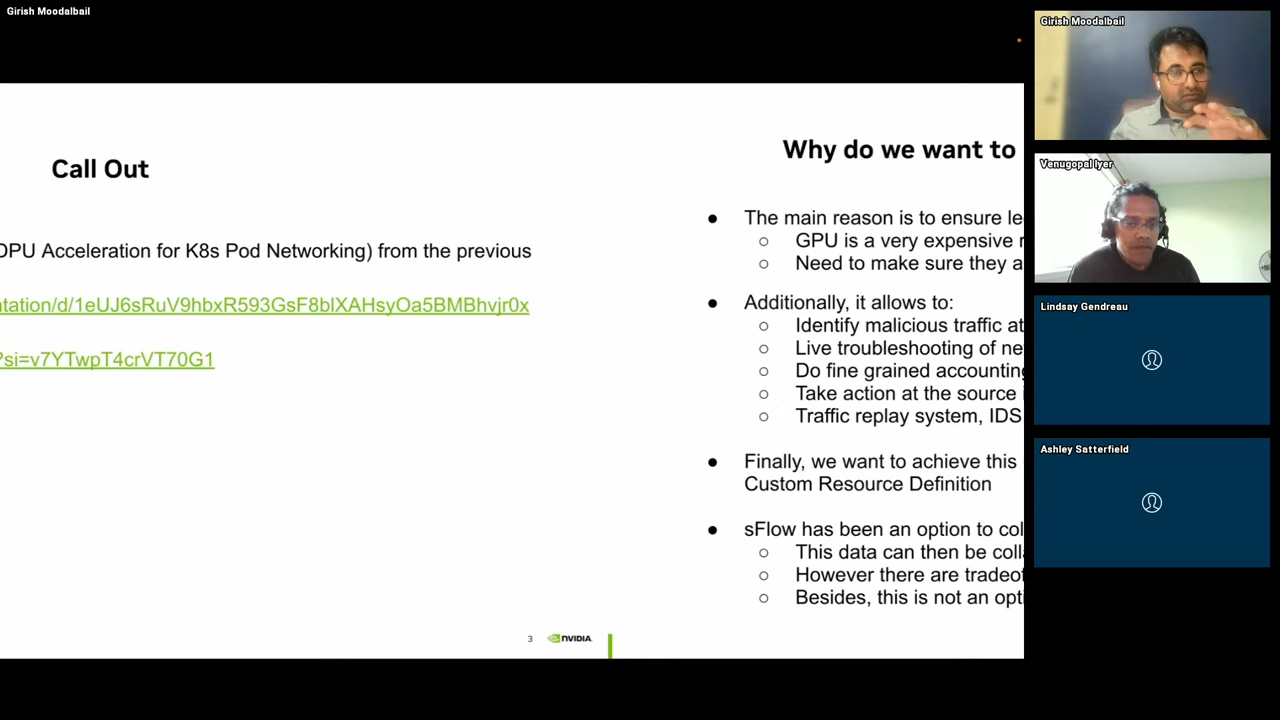 Girish Moodalbail
Call Out
DPU Acceleration for K8s Pod Networking) from the previous
ntation/d/1eUJ6sRuV9hbxR593GsF8blXAHsyOa5BMBhvjr0x
?si=v7YTwpT4crVT70G1
3
NVIDIA
Why do we want to
● The main reason is to ensure le
○ GPU is a very expensive r
○ Need to make sure they a
● Additionally, it allows to:
○ Identify malicious traffic at
○ Live troubleshooting of ne
○ Do fine grained accounting
○ Take action at the source i
○ Traffic replay system, IDS
● Finally, we want to achieve this
Custom Resource Definition
● sFlow has been an option to col
○ This data can then be colla
○ However there are tradeof
○ Besides, this is not an opti
Girish Moodalbail
Venugopal Iyer
Lindsay Gendreau
Ashley Satterfield